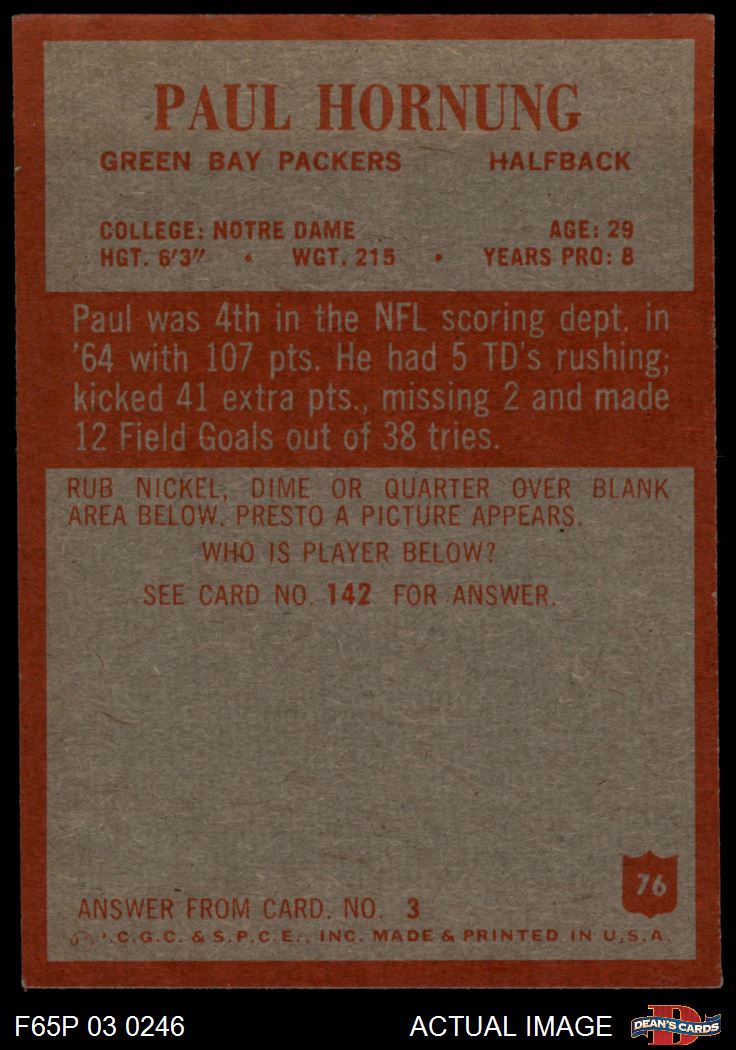 PAUL HORNUNG
GREEN BAY PACKERS HALFBACK
COLLEGE: NOTRE DAME AGE: 29
HGT. 6'3" • WGT. 215 • YEARS PRO: 8
Paul was 4th in the NFL scoring dept. in
'64 with 107 pts. He had 5 TD's rushing;
kicked 41 extra pts., missing 2 and made
12 Field Goals out of 38 tries.
RUB NICKEL, DIME OR QUARTER OVER BLANK
AREA BELOW. PRESTO A PICTURE APPEARS.
WHO IS PLAYER BELOW?
SEE CARD NO. 142 FOR ANSWER.
76
ANSWER FROM CARD. NO. 3
.C.G.C. & S.P.C.E., INC. MADE & PRINTED IN U.S.A.
F65P 03 0246 ACTUAL IMAGE
DEAN'S CARDS